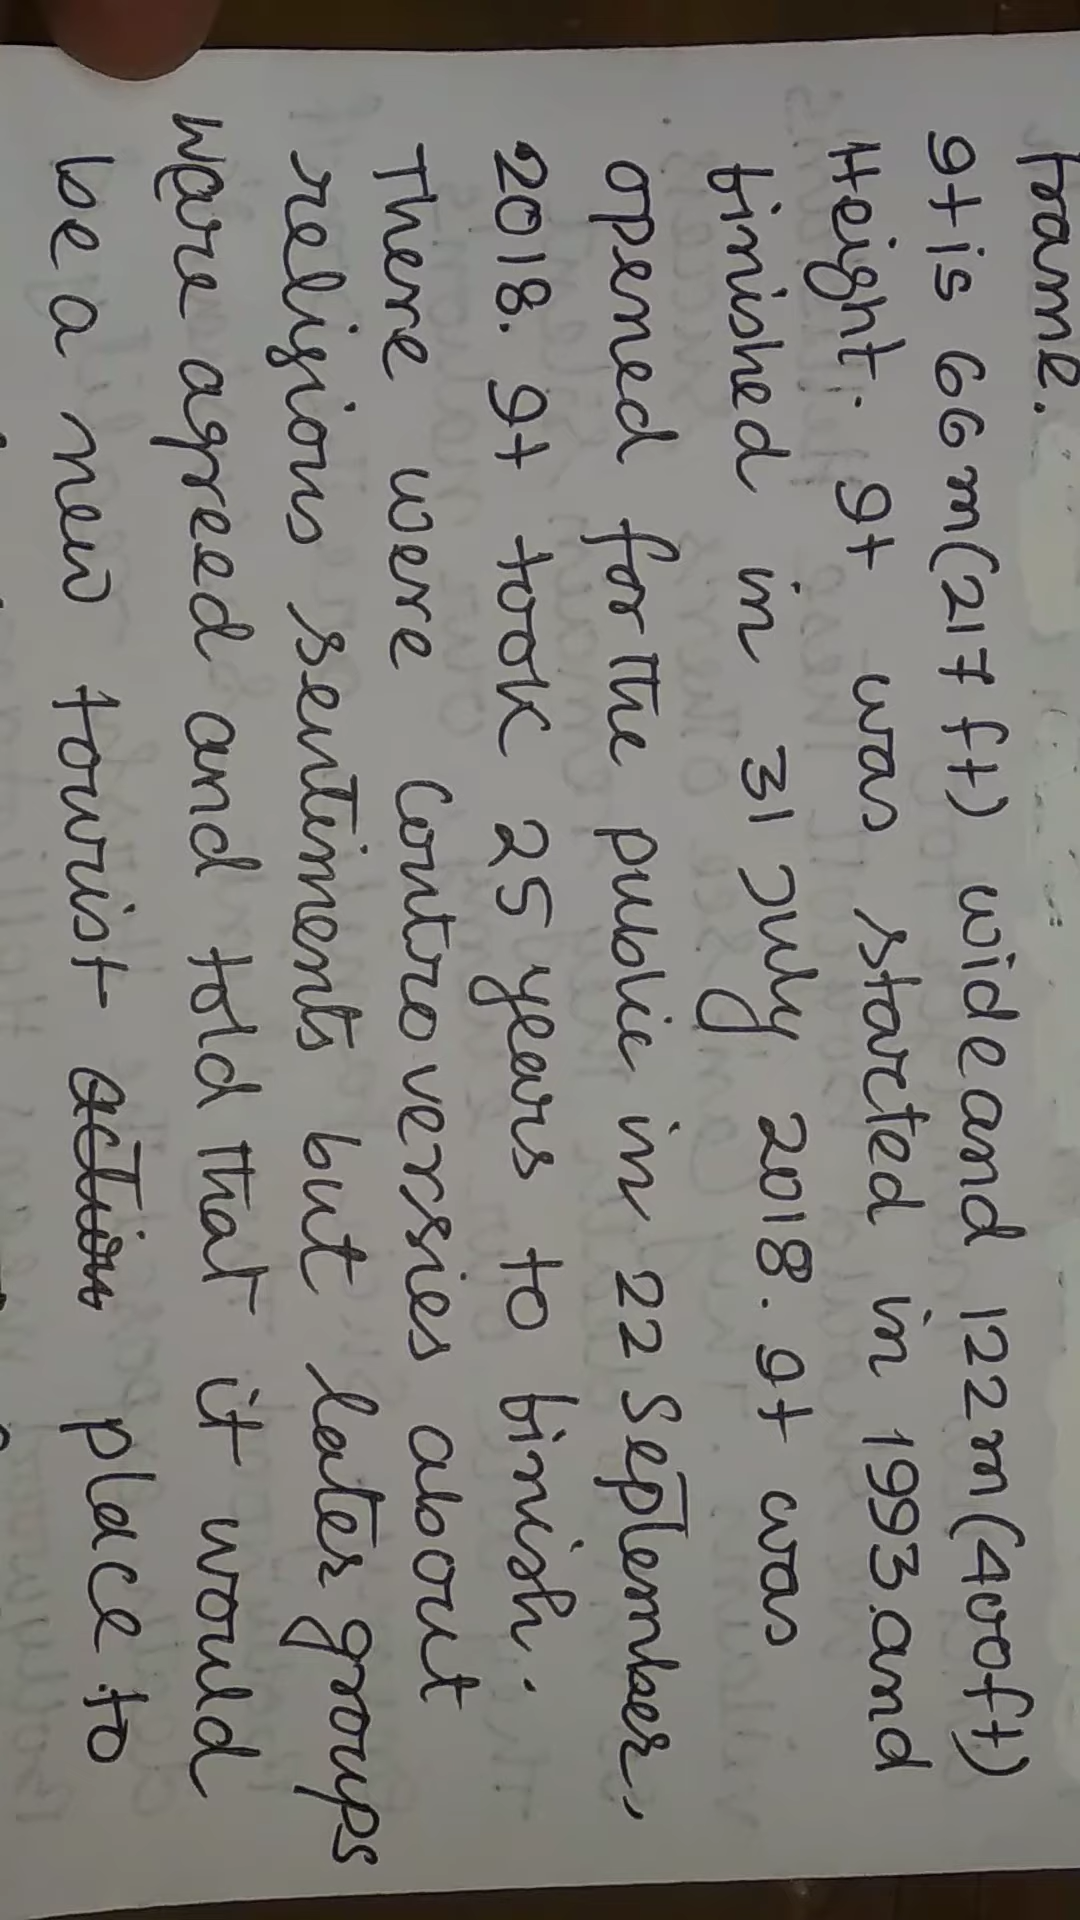 frame.
It is 66m(217 ft) wide and 122m(400ft)
Height. It was started in 1993 and
finished in 31 July 2018. It was
opened for the public in 22 September,
2018. It took 25 years to finish.
There were controversies about
religious sentiments but later groups
ware agreed and told that it would
be a new tourist action place to